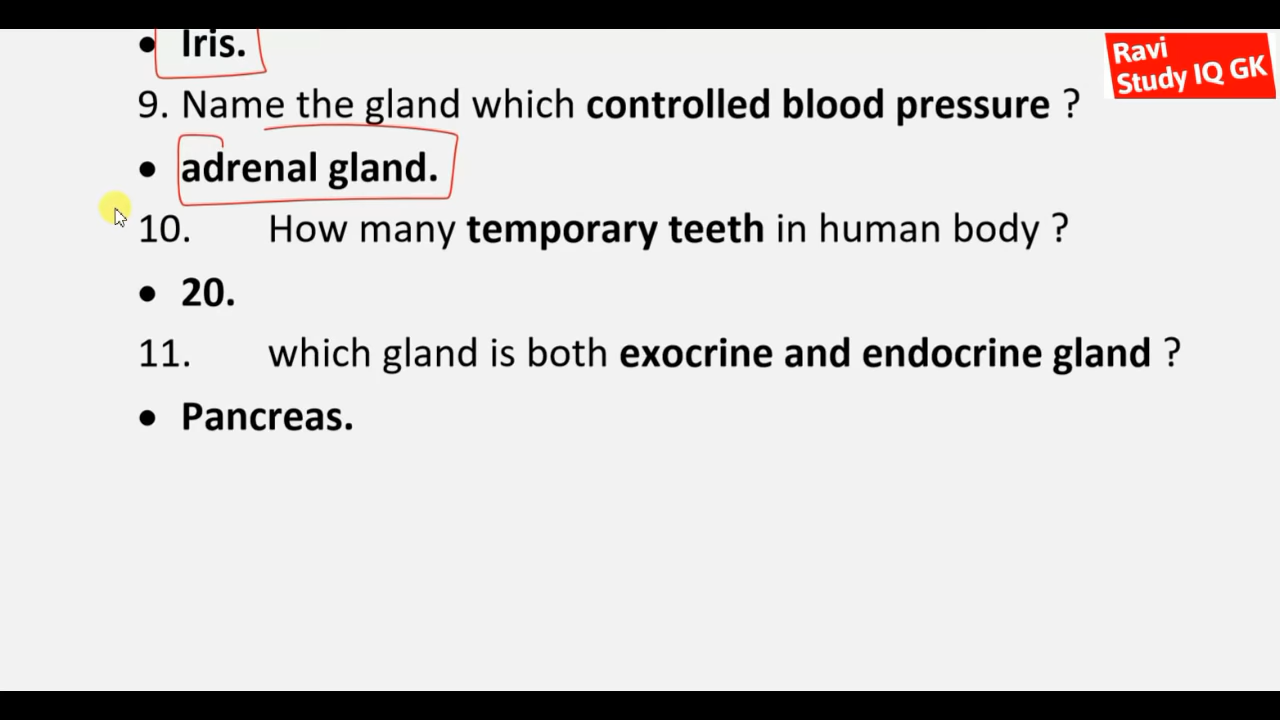 • Iris.
Ravi
Study IQ GK
9. Name the gland which controlled blood pressure ?
• adrenal gland.
10. How many temporary teeth in human body ?
• 20.
11. which gland is both exocrine and endocrine gland ?
• Pancreas.